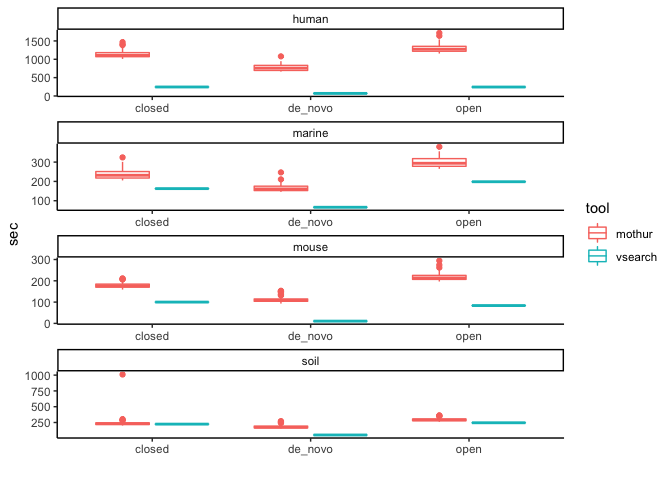 human
1500
1000
500
0
closed de_novo open
marine
300
200
100
closed de_novo open
sec
mouse
300
200
100
0
closed de_novo open
soil
1000
750
500
250
closed de_novo open
tool
mothur
vsearch